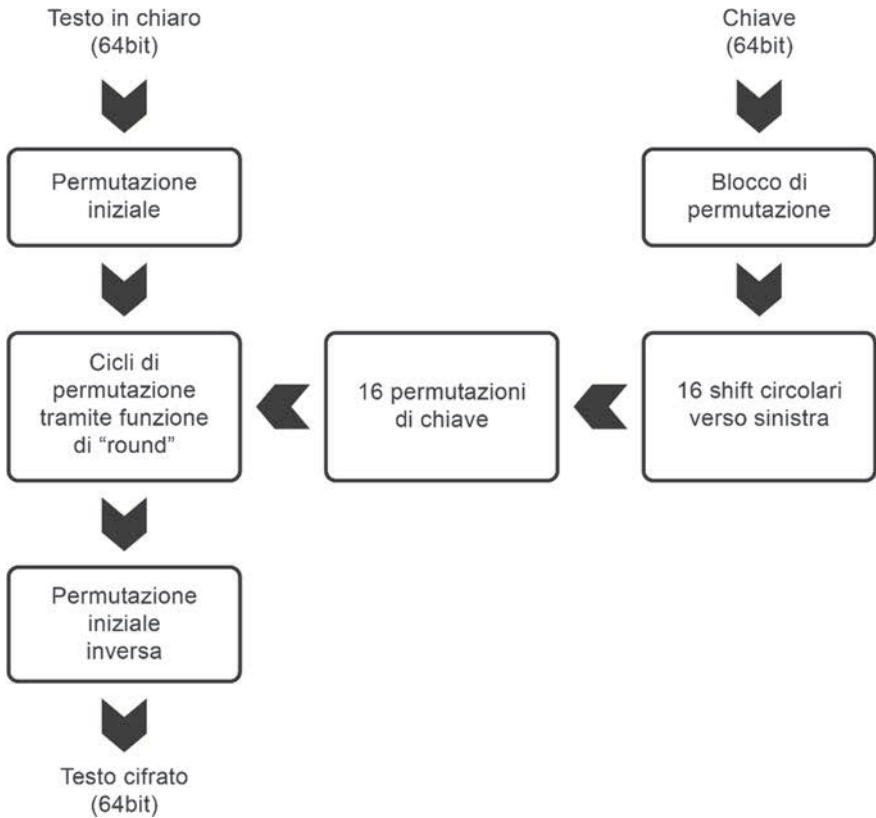 Testo in chiaro
(64bit)
Chiave
(64bit)
Permutazione
iniziale
Blocco di
permutazione
Cicli di
permutazione
tramite funzione
di “round”
16 permutazioni
di chiave
16 shift circolari
verso sinistra
Permutazione
iniziale
inversa
Testo cifrato
(64bit)